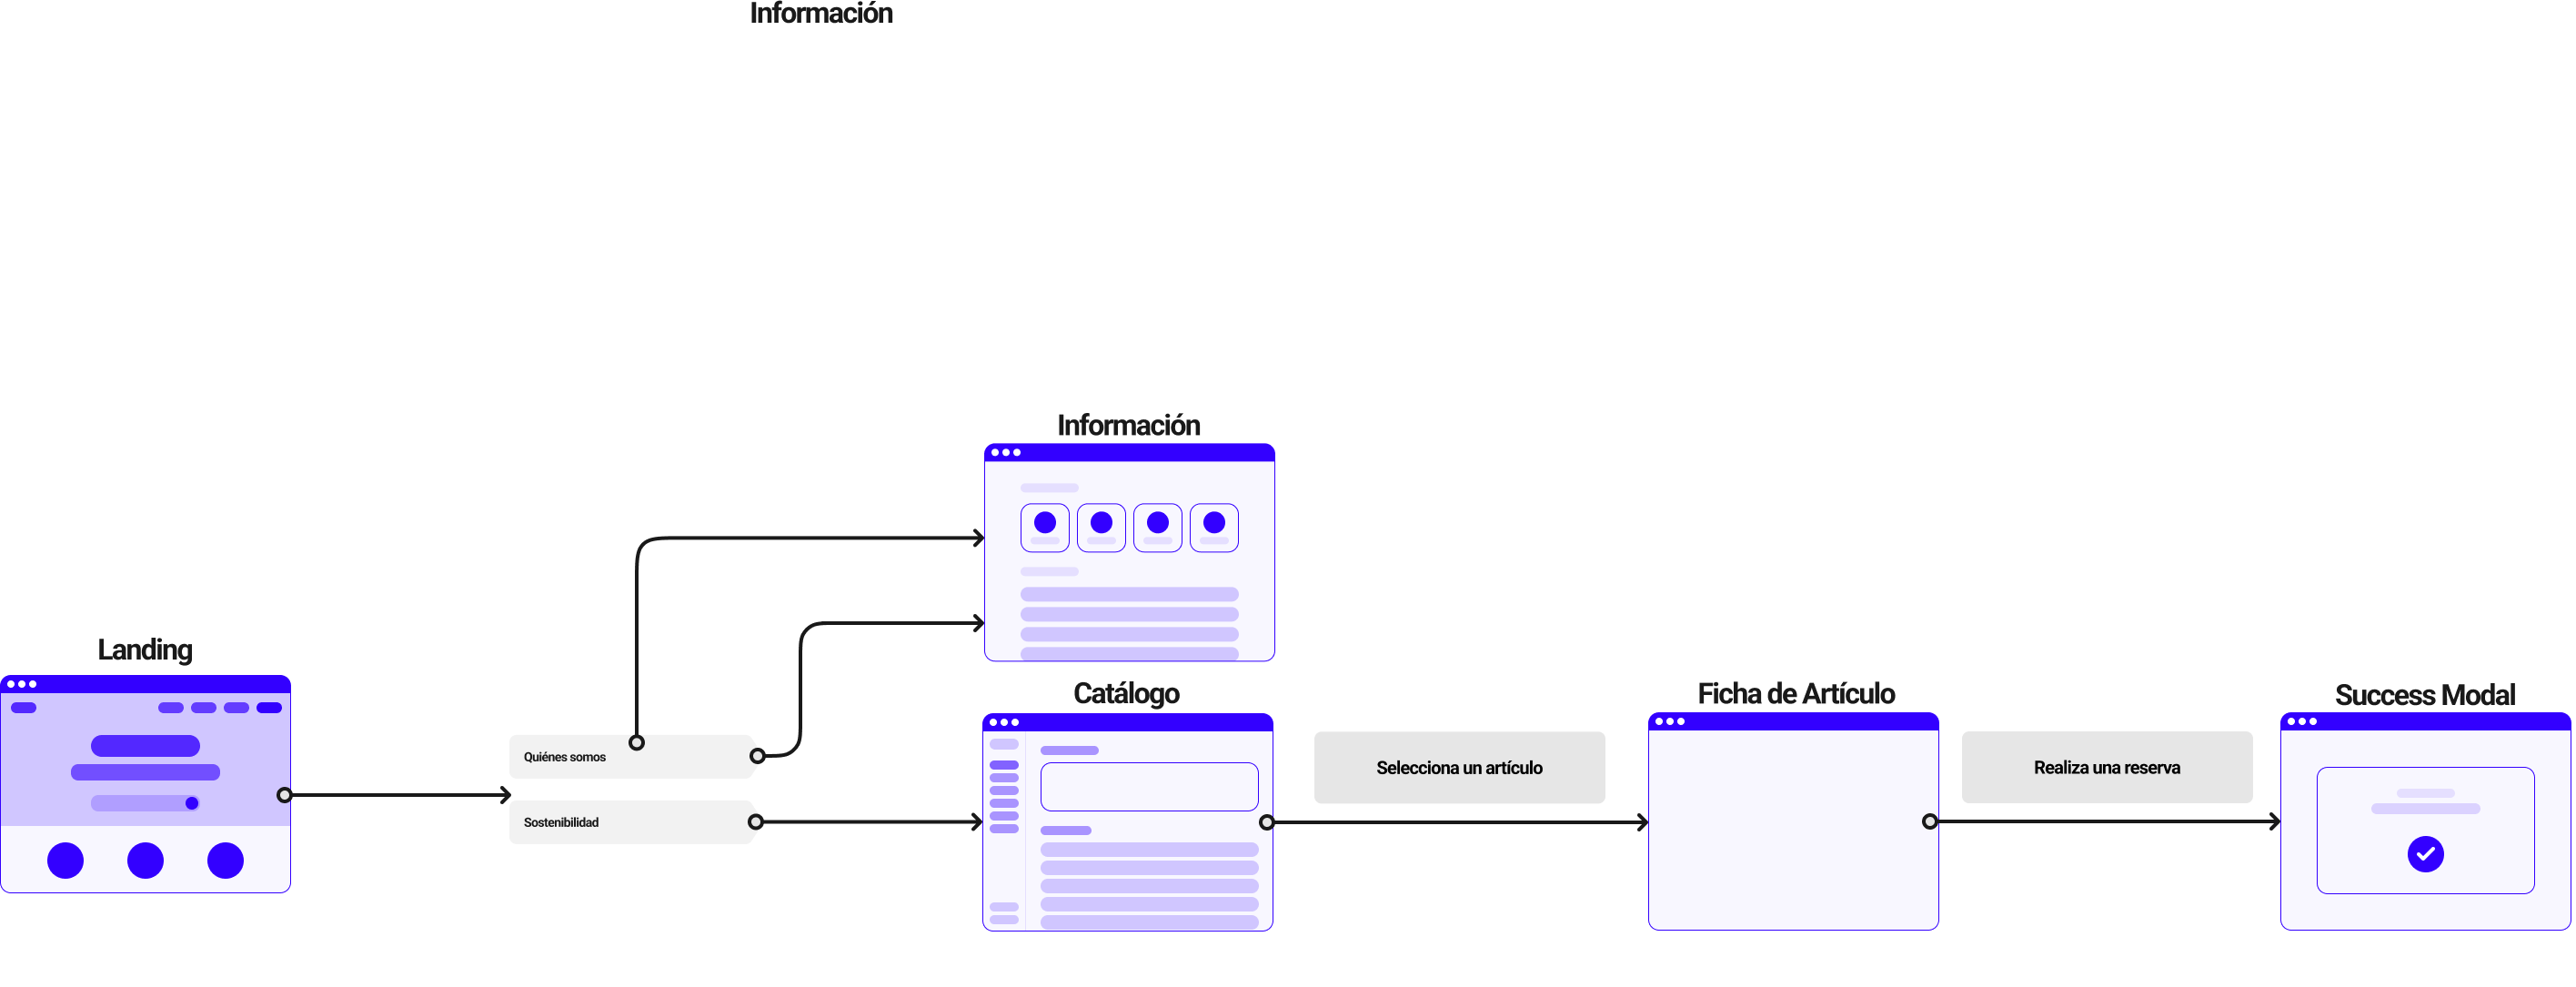 Información
Información
Landing
Catálogo
Ficha de Artículo
Success Modal
Quiénes somos
Selecciona un artículo
Realiza una reserva
Sostenibilidad